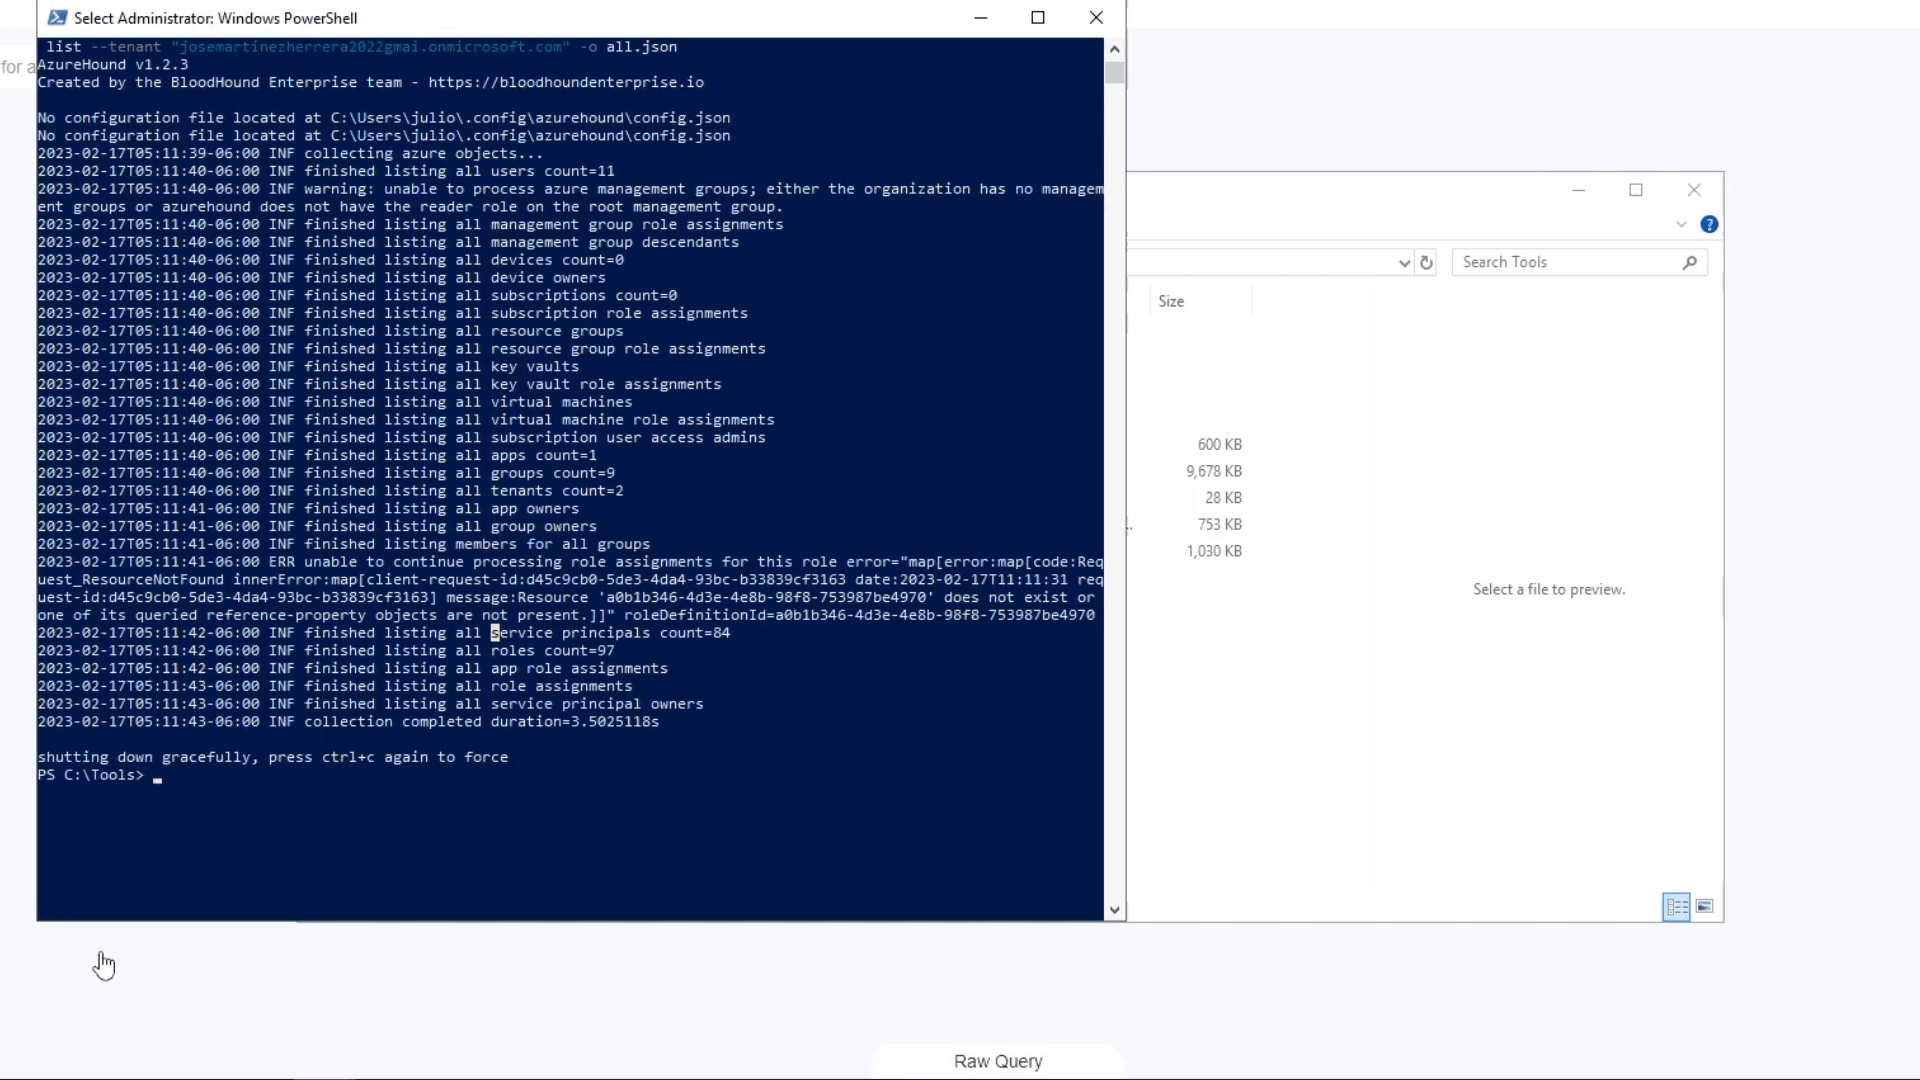 Select Administrator: Windows PowerShell
list --tenant "josemartinezherrera2022gmai.onmicrosoft.com" -o all.json
for a
AzureHound v1.2.3
Created by the BloodHound Enterprise team - https://bloodhoundenterprise.io
No configuration file located at C:\Users\julio\.config\azurehound\config.json
No configuration file located at C:\Users\julio\.config\azurehound\config.json
2023-02-17T05:11:39-06:00 INF collecting azure objects...
2023-02-17T05:11:40-06:00 INF finished listing all users count=11
2023-02-17T05:11:40-06:00 INF warning: unable to process azure management groups; either the organization has no managem
ent groups or azurehound does not have the reader role on the root management group.
2023-02-17T05:11:40-06:00 INF finished listing all management group role assignments
2023-02-17T05:11:40-06:00 INF finished listing all management group descendants
2023-02-17T05:11:40-06:00 INF finished listing all devices count=0
2023-02-17T05:11:40-06:00 INF finished listing all device owners
2023-02-17T05:11:40-06:00 INF finished listing all subscriptions count=0
2023-02-17T05:11:40-06:00 INF finished listing all subscription role assignments
2023-02-17T05:11:40-06:00 INF finished listing all resource groups
2023-02-17T05:11:40-06:00 INF finished listing all resource group role assignments
2023-02-17T05:11:40-06:00 INF finished listing all key vaults
2023-02-17T05:11:40-06:00 INF finished listing all key vault role assignments
2023-02-17T05:11:40-06:00 INF finished listing all virtual machines
2023-02-17T05:11:40-06:00 INF finished listing all virtual machine role assignments
2023-02-17T05:11:40-06:00 INF finished listing all subscription user access admins
2023-02-17T05:11:40-06:00 INF finished listing all apps count=1
2023-02-17T05:11:40-06:00 INF finished listing all groups count=9
2023-02-17T05:11:40-06:00 INF finished listing all tenants count=2
2023-02-17T05:11:41-06:00 INF finished listing all app owners
2023-02-17T05:11:41-06:00 INF finished listing all group owners
2023-02-17T05:11:41-06:00 INF finished listing members for all groups
2023-02-17T05:11:41-06:00 ERR unable to continue processing role assignments for this role error="map[error:map[code:Req
uest_ResourceNotFound innerError:map[client-request-id:d45c9cb0-5de3-4da4-93bc-b33839cf3163 date:2023-02-17T11:11:31 req
uest-id:d45c9cb0-5de3-4da4-93bc-b33839cf3163] message:Resource 'a0b1b346-4d3e-4e8b-98f8-753987be4970' does not exist or
one of its queried reference-property objects are not present.]]" roleDefinitionId=a0b1b346-4d3e-4e8b-98f8-753987be4970
2023-02-17T05:11:42-06:00 INF finished listing all service principals count=84
2023-02-17T05:11:42-06:00 INF finished listing all roles count=97
2023-02-17T05:11:42-06:00 INF finished listing all app role assignments
2023-02-17T05:11:43-06:00 INF finished listing all role assignments
2023-02-17T05:11:43-06:00 INF finished listing all service principal owners
2023-02-17T05:11:43-06:00 INF collection completed duration=3.5025118s
shutting down gracefully, press ctrl+c again to force
PS C:\Tools>
Search Tools
Size
600 KB
9,678 KB
28 KB
753 KB
1,030 KB
Select a file to preview.
Raw Query